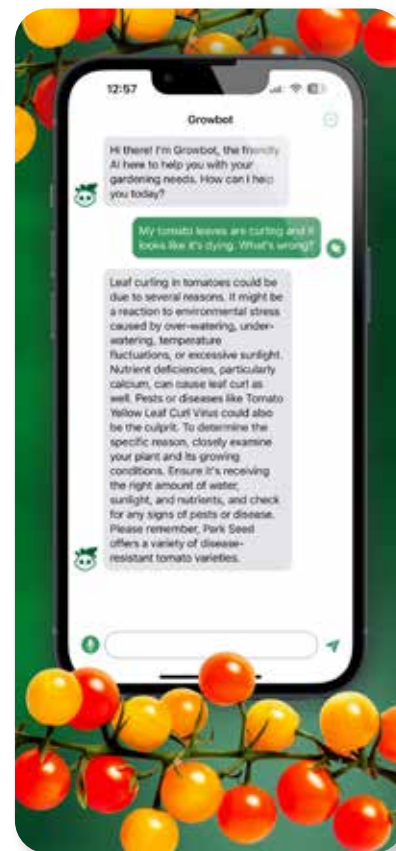 12:57
Growbot
Hi there! I'm Growbot, the friendly
AI here to help you with your
gardening needs. How can I help
you today?
My tomato leaves are curling and it
looks like it's dying. What's wrong?
Leaf curling in tomatoes could be
due to several reasons. It might be
a reaction to environmental stress
caused by over-watering, under-
watering, temperature
fluctuations, or excessive sunlight.
Nutrient deficiencies, particularly
calcium, can cause leaf curl as
well. Pests or diseases like Tomato
Yellow Leaf Curl Virus could also
be the culprit. To determine the
specific reason, closely examine
your plant and its growing
conditions. Ensure it's receiving
the right amount of water,
sunlight, and nutrients, and check
for any signs of pests or disease.
Please remember, Park Seed
offers a variety of disease-
resistant tomato varieties.